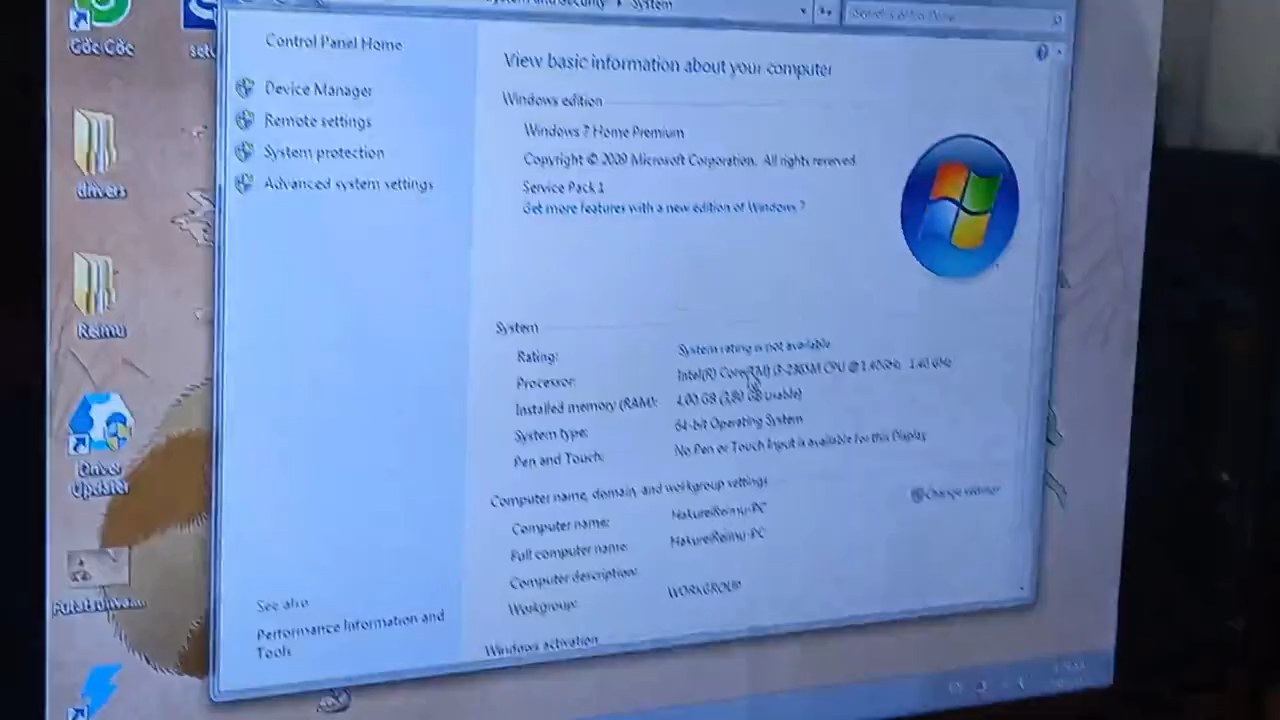 System and Security ▸ System
Control Panel Home
Device Manager
Remote settings
System protection
Advanced system settings
See also
Performance Information and
Tools
View basic information about your computer
Windows edition
Windows 7 Home Premium
Copyright © 2009 Microsoft Corporation. All rights reserved.
Service Pack 1
Get more features with a new edition of Windows 7
System
Rating: System rating is not available
Processor: Intel(R) Core(TM) i3-2365M CPU @ 1.40GHz 1.40 GHz
Installed memory (RAM): 4.00 GB (3.80 GB usable)
System type: 64-bit Operating System
Pen and Touch: No Pen or Touch Input is available for this Display
Computer name, domain, and workgroup settings
Computer name: HakureiReimu-PC
Change settings
Full computer name: HakureiReimu-PC
Computer description:
Workgroup: WORKGROUP
Windows activation
Cốc Cốc
drivers
Reimu
Driver
Updater